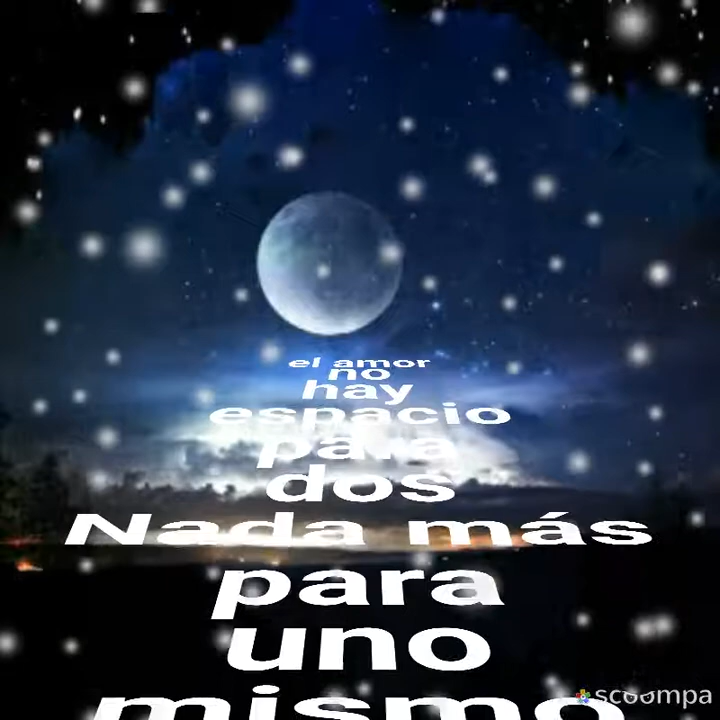 el amor
no
hay
espacio
para
dos
Nada más
para
uno
mismo
scoompa